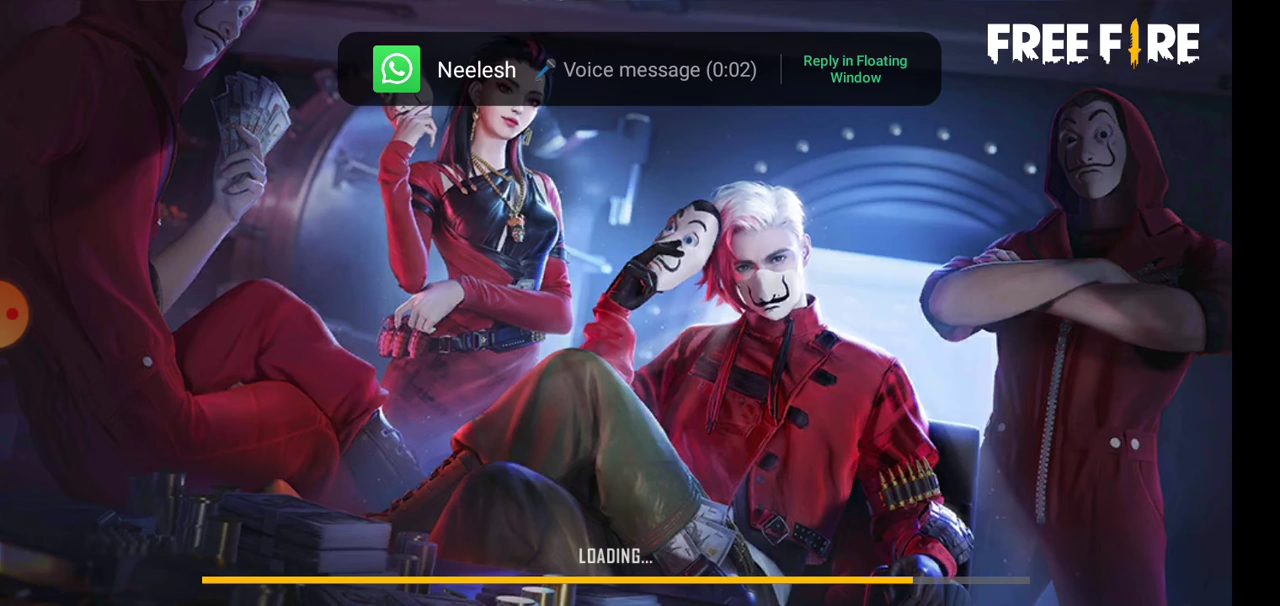 FREE FIRE
Neelesh 🎤 Voice message (0:02)
Reply in Floating
Window
LOADING...